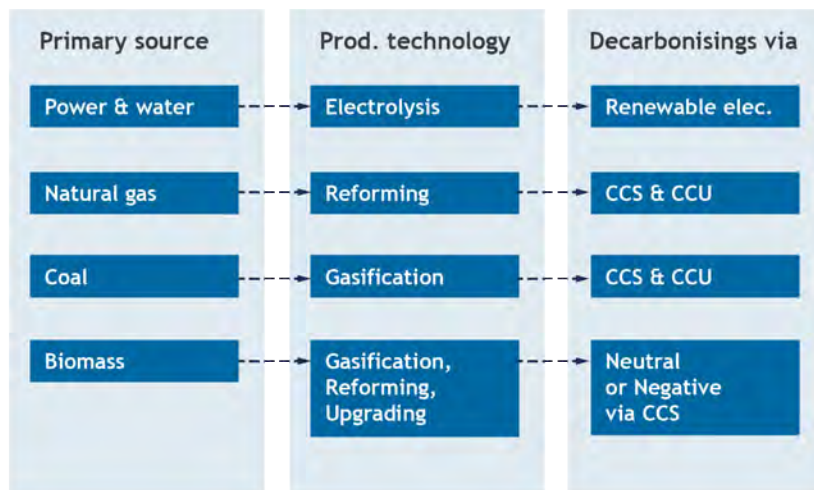 Primary source
Prod. technology
Decarbonisings via
Power & water
Electrolysis
Renewable elec.
Natural gas
Reforming
CCS & CCU
Coal
Gasification
CCS & CCU
Biomass
Gasification,
Reforming,
Upgrading
Neutral
or Negative
via CCS